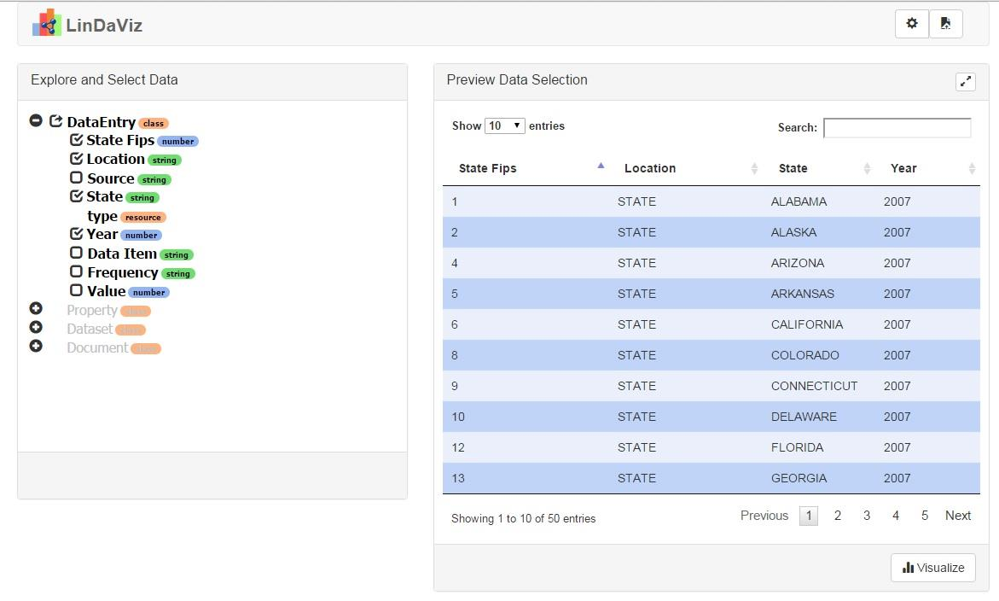 LinDaViz
Explore and Select Data
DataEntry class
State Fips number
Location string
Source string
State string
type resource
Year number
Data Item string
Frequency string
Value number
Property class
Dataset class
Document class
Preview Data Selection
Show 10 entries
Search:
State Fips Location State Year
1 STATE ALABAMA 2007
2 STATE ALASKA 2007
4 STATE ARIZONA 2007
5 STATE ARKANSAS 2007
6 STATE CALIFORNIA 2007
8 STATE COLORADO 2007
9 STATE CONNECTICUT 2007
10 STATE DELAWARE 2007
12 STATE FLORIDA 2007
13 STATE GEORGIA 2007
Showing 1 to 10 of 50 entries
Previous 1 2 3 4 5 Next
Visualize